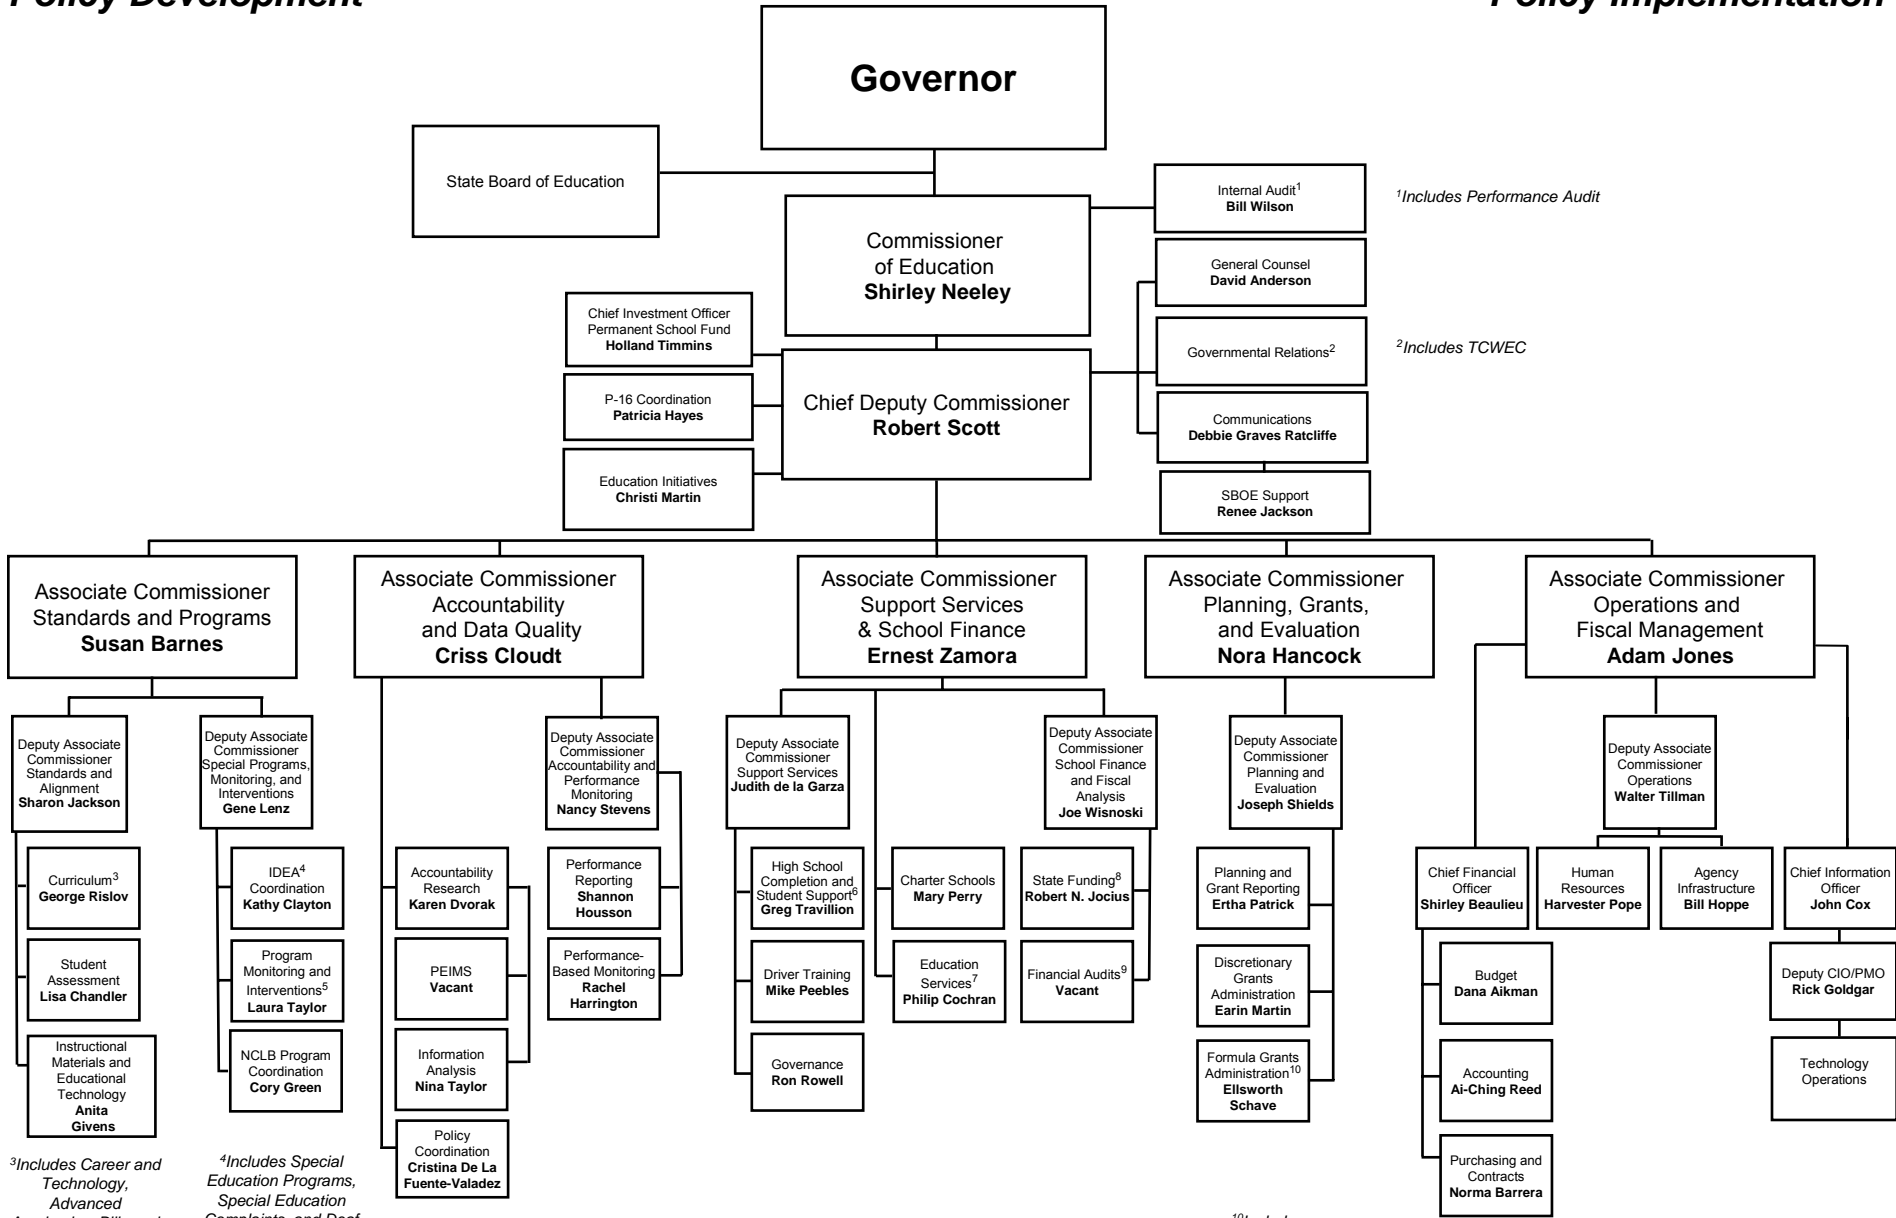 Policy Development
Policy Implementation
Governor
State Board of Education
Commissioner
of Education
Shirley Neeley
Internal Audit1
Bill Wilson
1Includes Performance Audit
General Counsel
David Anderson
Governmental Relations2
2Includes TCWEC
Communications
Debbie Graves Ratcliffe
SBOE Support
Renee Jackson
Chief Investment Officer
Permanent School Fund
Holland Timmins
P-16 Coordination
Patricia Hayes
Education Initiatives
Christi Martin
Chief Deputy Commissioner
Robert Scott
Associate Commissioner
Standards and Programs
Susan Barnes
Associate Commissioner
Accountability
and Data Quality
Criss Cloudt
Associate Commissioner
Support Services
& School Finance
Ernest Zamora
Associate Commissioner
Planning, Grants,
and Evaluation
Nora Hancock
Associate Commissioner
Operations and
Fiscal Management
Adam Jones
Deputy Associate
Commissioner
Standards and
Alignment
Sharon Jackson
Deputy Associate
Commissioner
Special Programs,
Monitoring, and
Interventions
Gene Lenz
Deputy Associate
Commissioner
Accountability and
Performance
Monitoring
Nancy Stevens
Deputy Associate
Commissioner
Support Services
Judith de la Garza
Deputy Associate
Commissioner
School Finance
and Fiscal
Analysis
Joe Wisnoski
Deputy Associate
Commissioner
Planning and
Evaluation
Joseph Shields
Deputy Associate
Commissioner
Operations
Walter Tillman
Curriculum3
George Rislov
IDEA4
Coordination
Kathy Clayton
Accountability
Research
Karen Dvorak
Performance
Reporting
Shannon
Housson
High School
Completion and
Student Support6
Greg Travillion
Charter Schools
Mary Perry
State Funding8
Robert N. Jocius
Planning and
Grant Reporting
Ertha Patrick
Chief Financial
Officer
Shirley Beaulieu
Human
Resources
Harvester Pope
Agency
Infrastructure
Bill Hoppe
Chief Information
Officer
John Cox
Student
Assessment
Lisa Chandler
Program
Monitoring and
Interventions5
Laura Taylor
PEIMS
Vacant
Performance-
Based Monitoring
Rachel
Harrington
Driver Training
Mike Peebles
Education
Services7
Philip Cochran
Financial Audits9
Vacant
Discretionary
Grants
Administration
Earin Martin
Budget
Dana Aikman
Deputy CIO/PMO
Rick Goldgar
Instructional
Materials and
Educational
Technology
Anita
Givens
NCLB Program
Coordination
Cory Green
Information
Analysis
Nina Taylor
Governance
Ron Rowell
Formula Grants
Administration10
Ellsworth
Schave
Accounting
Ai-Ching Reed
Technology
Operations
Policy
Coordination
Cristina De La
Fuente-Valadez
Purchasing and
Contracts
Norma Barrera
3Includes Career and
Technology,
Advanced
4Includes Special
Education Programs,
Special Education